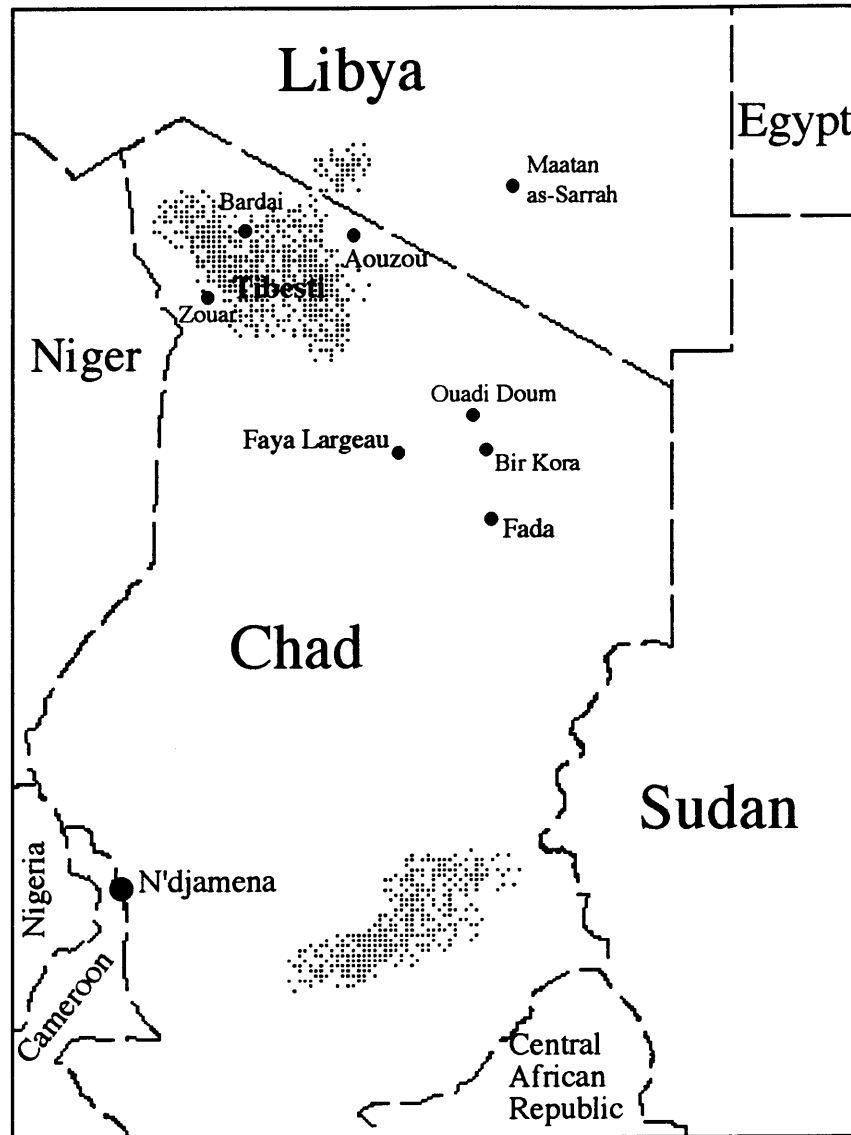 Libya
Egypt
Maatan
as-Sarrah
Bardai
Aouzou
Tibesti
Zouar
Niger
Ouadi Doum
Faya Largeau
Bir Kora
Fada
Chad
Sudan
N'djamena
Nigeria
Cameroon
Central
African
Republic